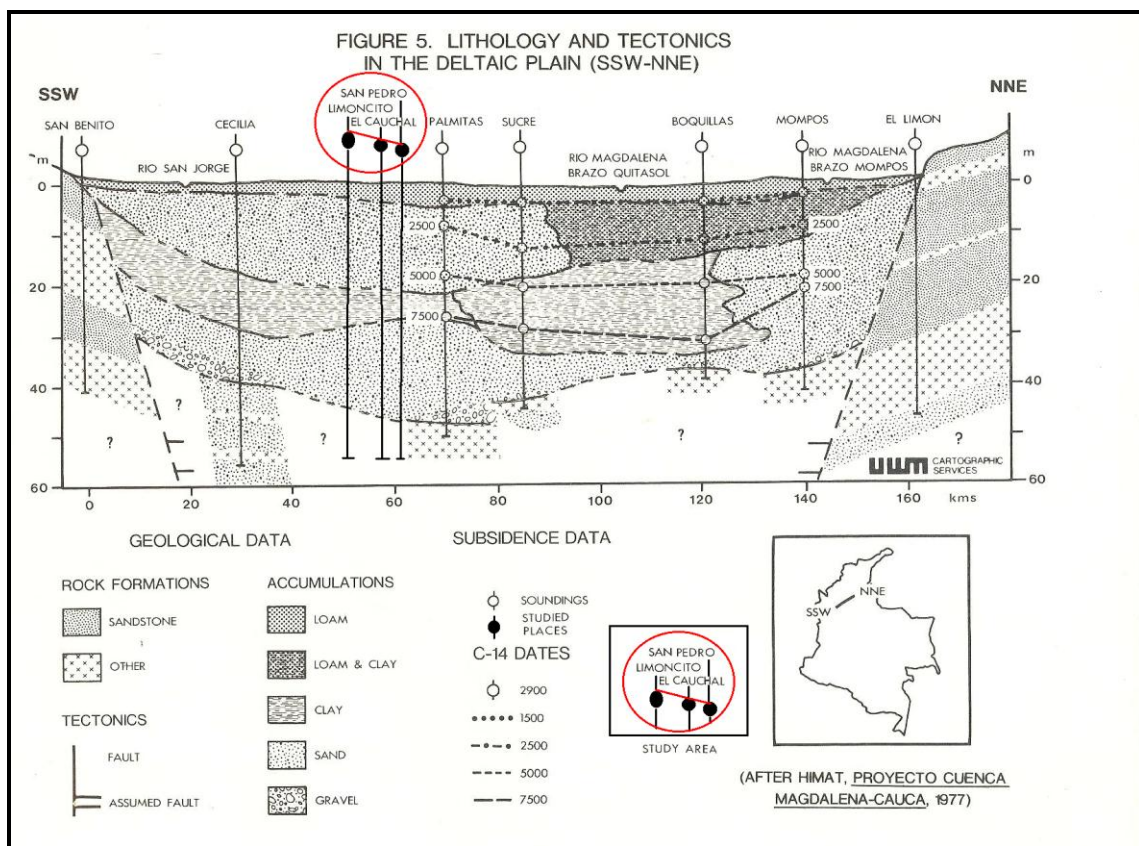 FIGURE 5. LITHOLOGY AND TECTONICS
IN THE DELTAIC PLAIN (SSW-NNE)
SSW
NNE
SAN BENITO
CECILIA
SAN PEDRO
LIMONCITO
EL CAUCHAL
PALMITAS
SUCRE
BOQUILLAS
MOMPOS
EL LIMON
RIO SAN JORGE
RIO MAGDALENA
BRAZO QUITASOL
RIO MAGDALENA
BRAZO MOMPOS
m
0
20
40
60
m
0
20
40
60
2500
5000
7500
2500
5000
7500
?
?
?
?
?
?
UWM CARTOGRAPHIC
SERVICES
0 20 40 60 80 100 120 140 160 kms
GEOLOGICAL DATA
ROCK FORMATIONS
SANDSTONE
OTHER
TECTONICS
FAULT
ASSUMED FAULT
ACCUMULATIONS
LOAM
LOAM & CLAY
CLAY
SAND
GRAVEL
SUBSIDENCE DATA
SOUNDINGS
STUDIED
PLACES
C-14 DATES
2900
1500
2500
5000
7500
SAN PEDRO
LIMONCITO
EL CAUCHAL
STUDY AREA
SSW
NNE
(AFTER HIMAT, PROYECTO CUENCA
MAGDALENA-CAUCA, 1977)